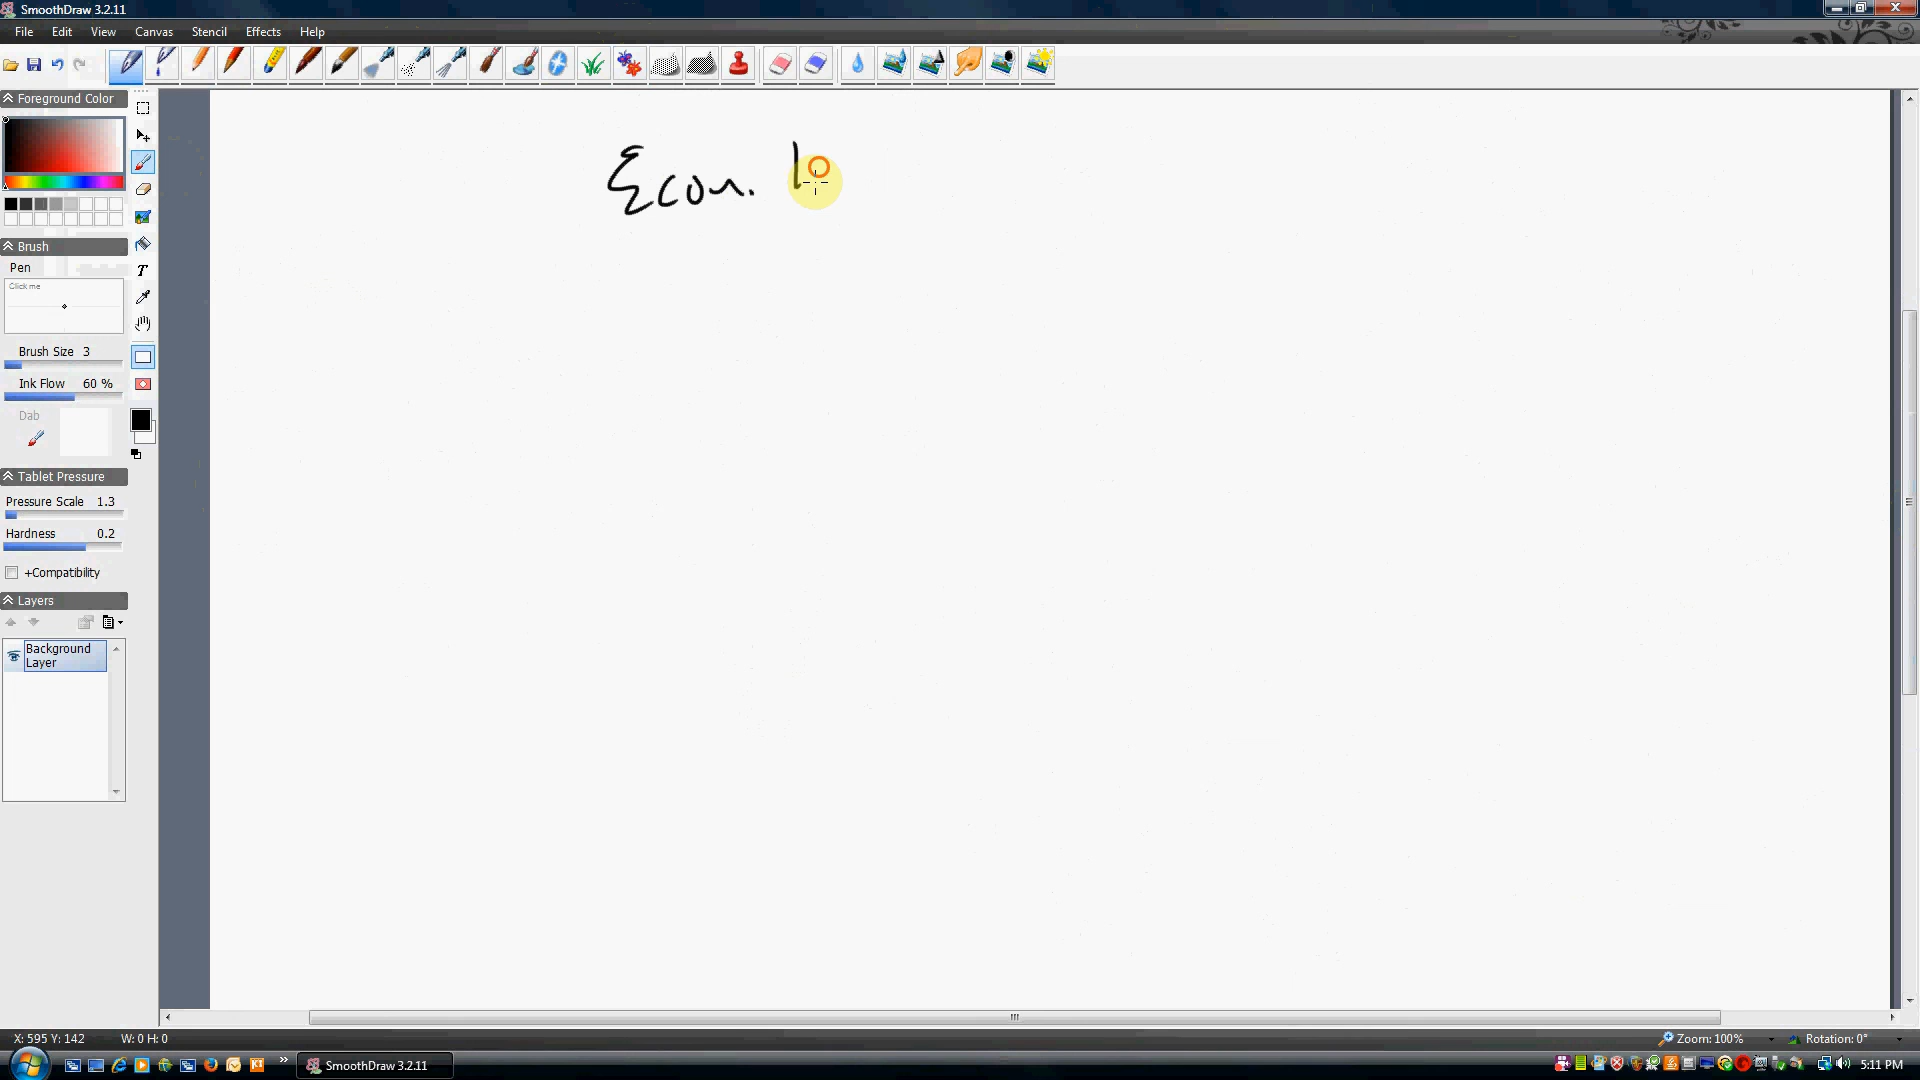 SmoothDraw 3.2.11
File Edit View Canvas Stencil Effects Help
Foreground Color
Brush
Pen
Click me
Brush Size 3
Ink Flow 60 %
Dab
Tablet Pressure
Pressure Scale 1.3
Hardness 0.2
+Compatibility
Layers
Background
Layer
Econ.
X: 595 Y: 142 W: 0 H: 0
Zoom: 100% Rotation: 0°
KT SmoothDraw 3.2.11 5:11 PM